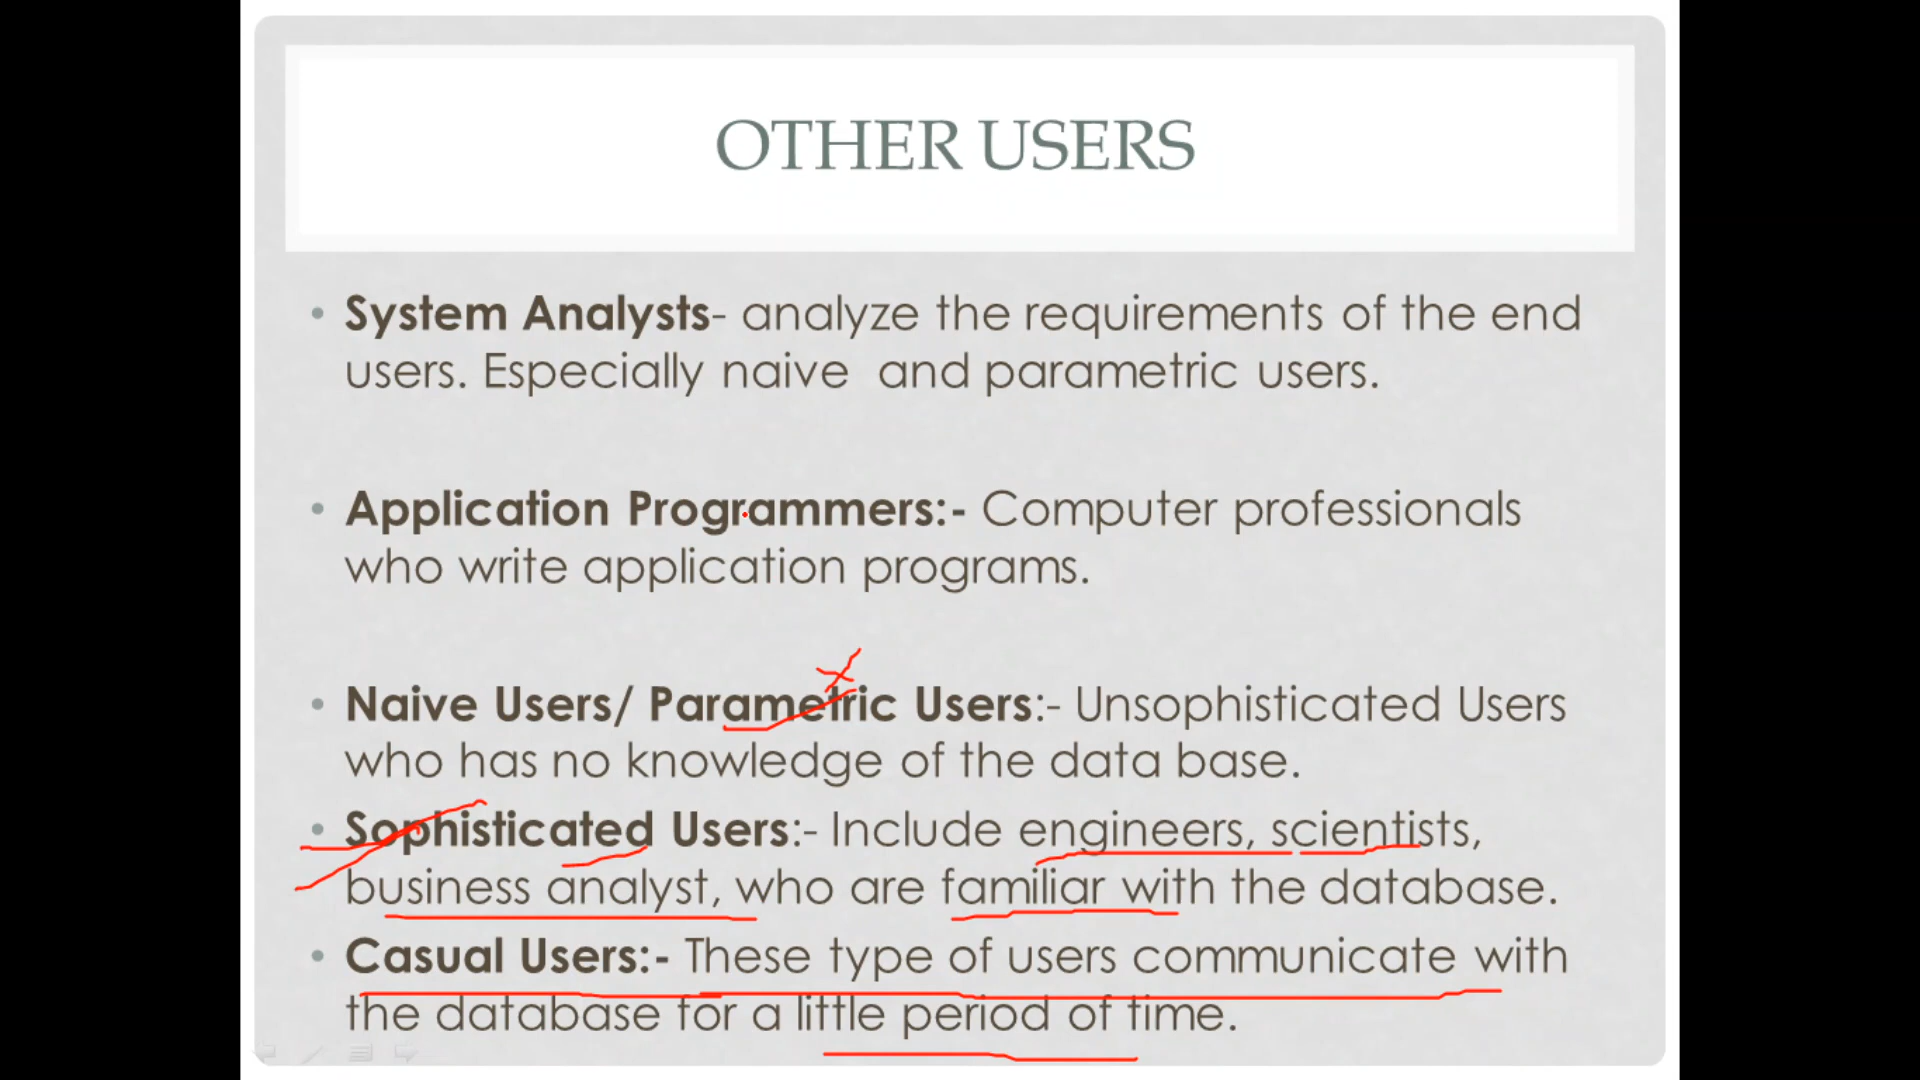 OTHER USERS
• System Analysts- analyze the requirements of the end
users. Especially naive and parametric users.
• Application Programmers:- Computer professionals
who write application programs.
• Naive Users/ Parametric Users:- Unsophisticated Users
who has no knowledge of the data base.
• Sophisticated Users:- Include engineers, scientists,
business analyst, who are familiar with the database.
• Casual Users:- These type of users communicate with
the database for a little period of time.